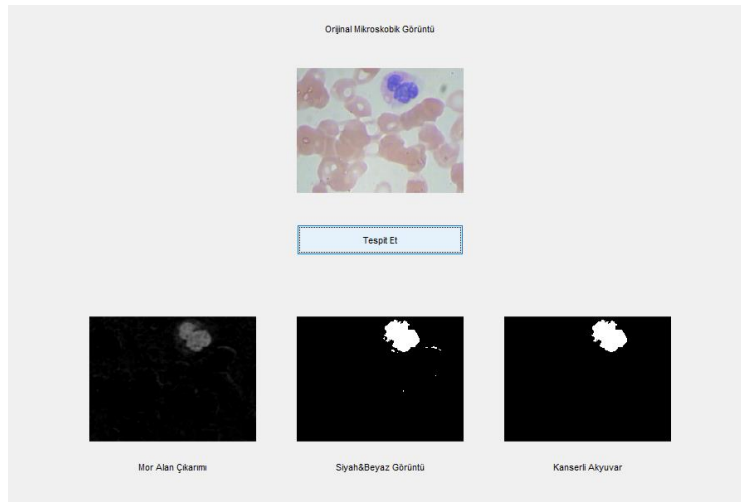 Orijinal Mikroskobik Görüntü
Tespit Et
Mor Alan Çıkarımı
Siyah&Beyaz Görüntü
Kanserli Akyuvar